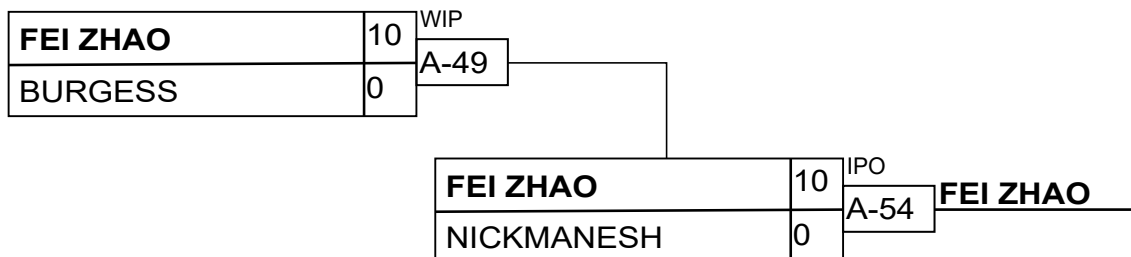 FEI ZHAO 10 WIP
A-49
BURGESS 0
FEI ZHAO 10 IPO
A-54 FEI ZHAO
NICKMANESH 0